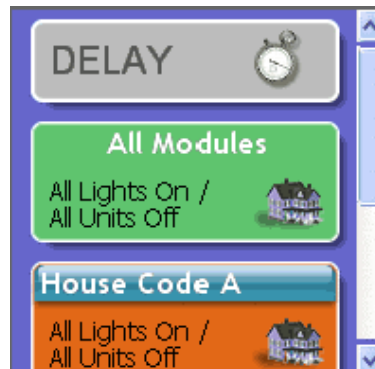 DELAY
All Modules
All Lights On /
All Units Off
House Code A
All Lights On /
All Units Off